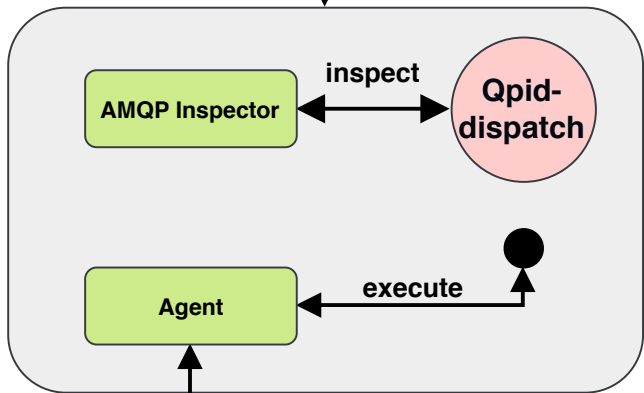 inspect
AMQP Inspector
Qpid-
dispatch
execute
Agent